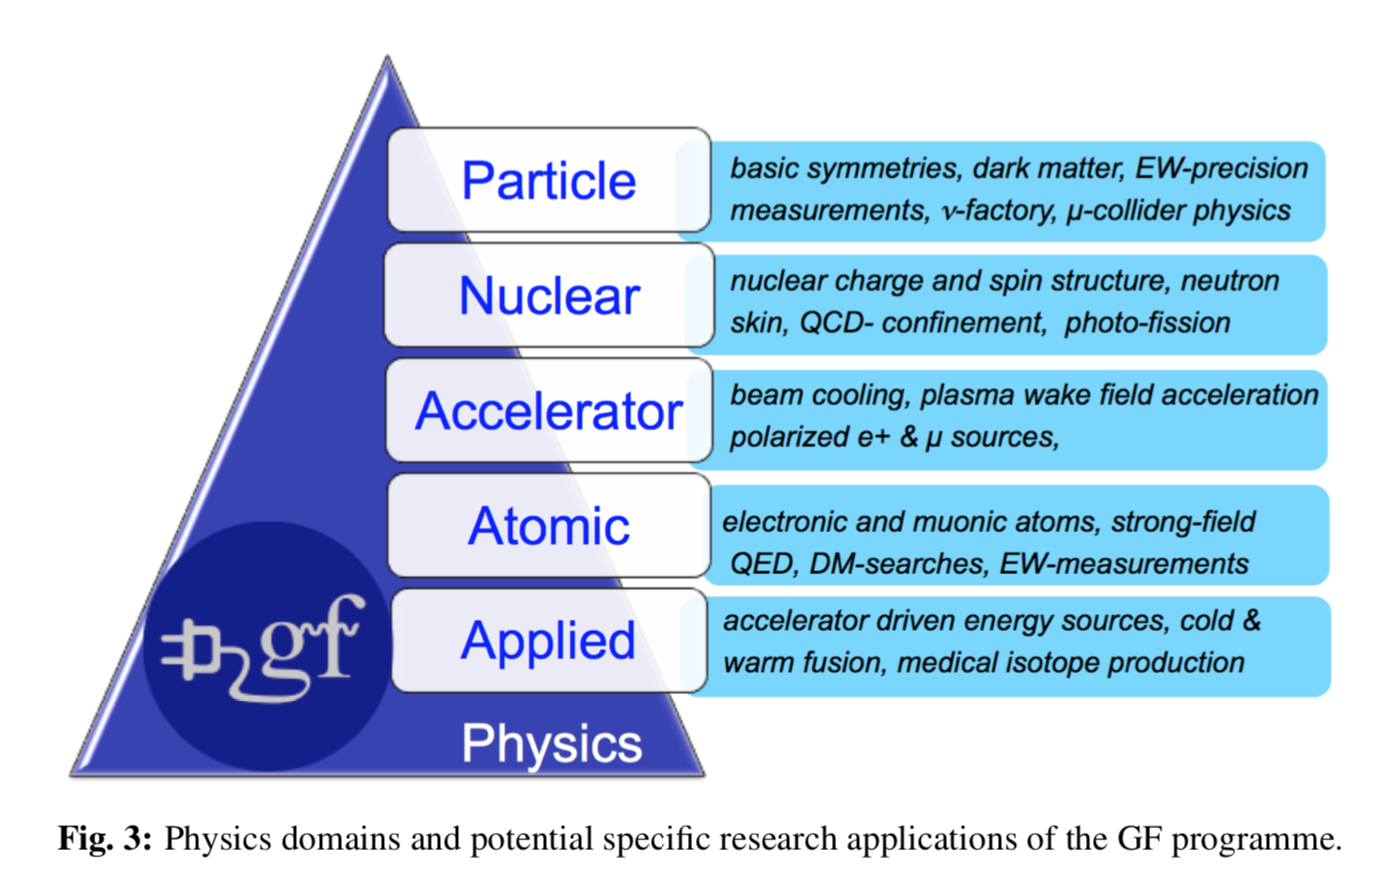 Particle
basic symmetries, dark matter, EW-precision
measurements, ν-factory, μ-collider physics
Nuclear
nuclear charge and spin structure, neutron
skin, QCD- confinement, photo-fission
Accelerator
beam cooling, plasma wake field acceleration
polarized e+ & μ sources,
Atomic
electronic and muonic atoms, strong-field
QED, DM-searches, EW-measurements
Applied
accelerator driven energy sources, cold &
warm fusion, medical isotope production
gf
Physics
Fig. 3: Physics domains and potential specific research applications of the GF programme.